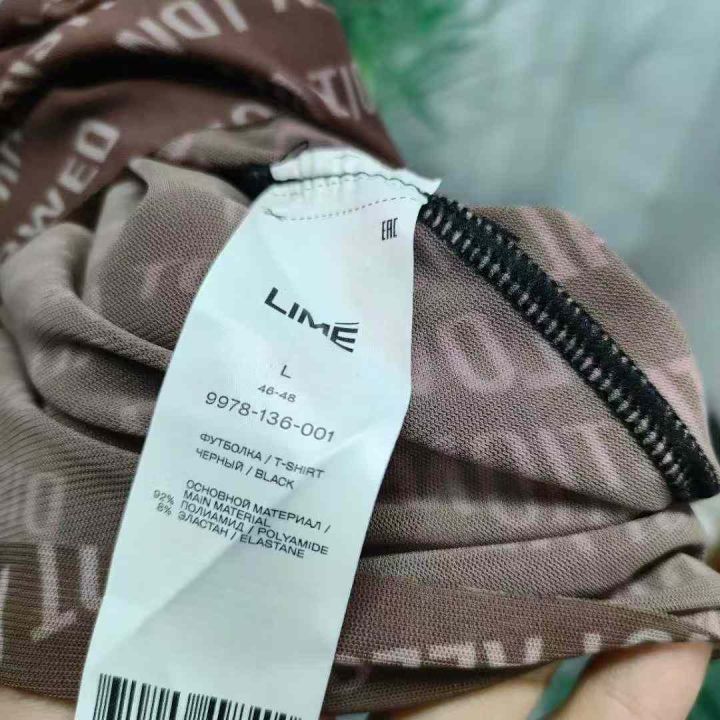 EAC
LIMÉ
L
46-48
9978-136-001
ФУТБОЛКА / T-SHIRT
ЧЕРНЫЙ / BLACK
ОСНОВНОЙ МАТЕРИАЛ /
MAIN MATERIAL
92% ПОЛИАМИД / POLYAMIDE
8% ЭЛАСТАН / ELASTANE